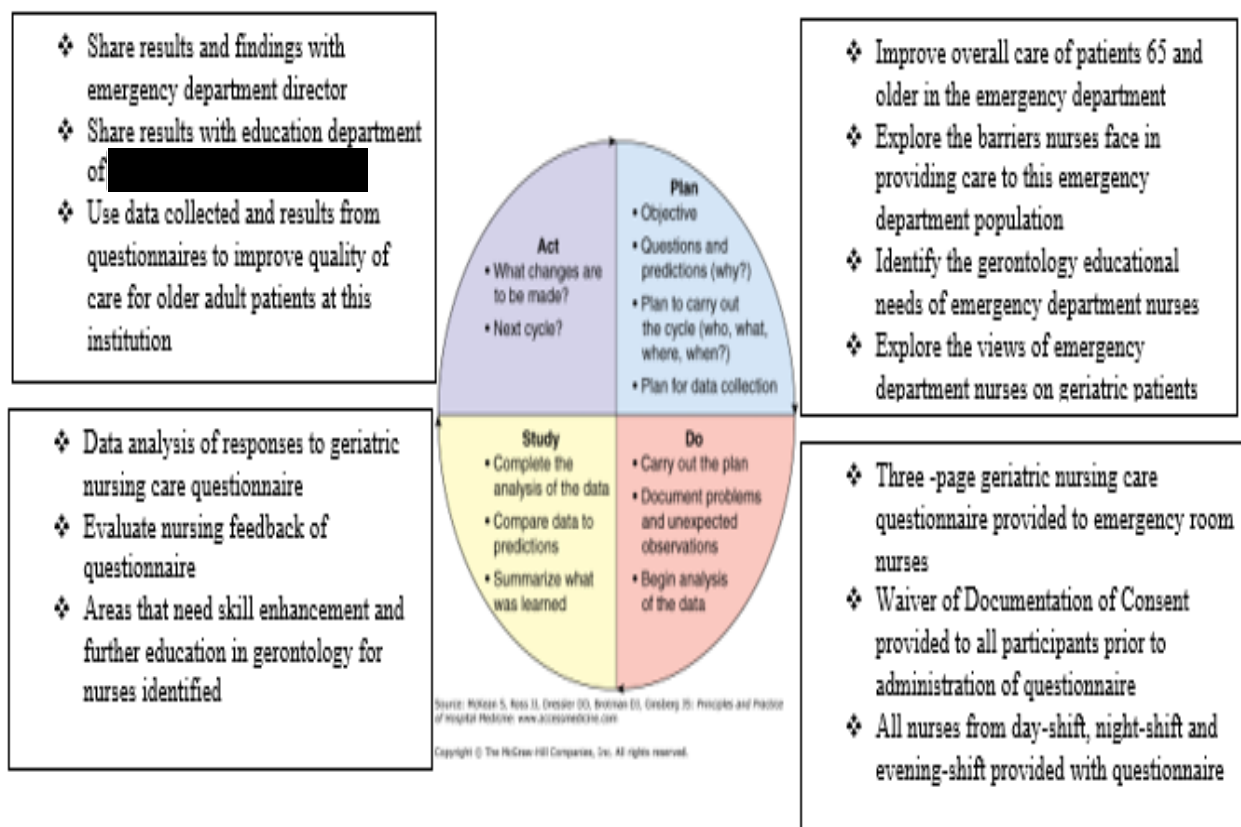 ❖ Share results and findings with
emergency department director
❖ Share results with education department
of
❖ Use data collected and results from
questionnaires to improve quality of
care for older adult patients at this
institution
❖ Improve overall care of patients 65 and
older in the emergency department
❖ Explore the barriers nurses face in
providing care to this emergency
department population
❖ Identify the gerontology educational
needs of emergency department nurses
❖ Explore the views of emergency
department nurses on geriatric patients
Act
• What changes are
to be made?
• Next cycle?
Plan
• Objective
• Questions and
predictions (why?)
• Plan to carry out
the cycle (who, what,
where, when?)
• Plan for data collection
Study
• Complete the
analysis of the data
• Compare data to
predictions
• Summarize what
was learned
Do
• Carry out the plan
• Document problems
and unexpected
observations
• Begin analysis
of the data
❖ Data analysis of responses to geriatric
nursing care questionnaire
❖ Evaluate nursing feedback of
questionnaire
❖ Areas that need skill enhancement and
further education in gerontology for
nurses identified
❖ Three -page geriatric nursing care
questionnaire provided to emergency room
nurses
❖ Waiver of Documentation of Consent
provided to all participants prior to
administration of questionnaire
❖ All nurses from day-shift, night-shift and
evening-shift provided with questionnaire
Source: McKean S, Ross JJ, Dressler DD, Brotman DJ, Ginsberg JS: Principles and Practice
of Hospital Medicine: www.accessmedicine.com
Copyright © The McGraw-Hill Companies, Inc. All rights reserved.